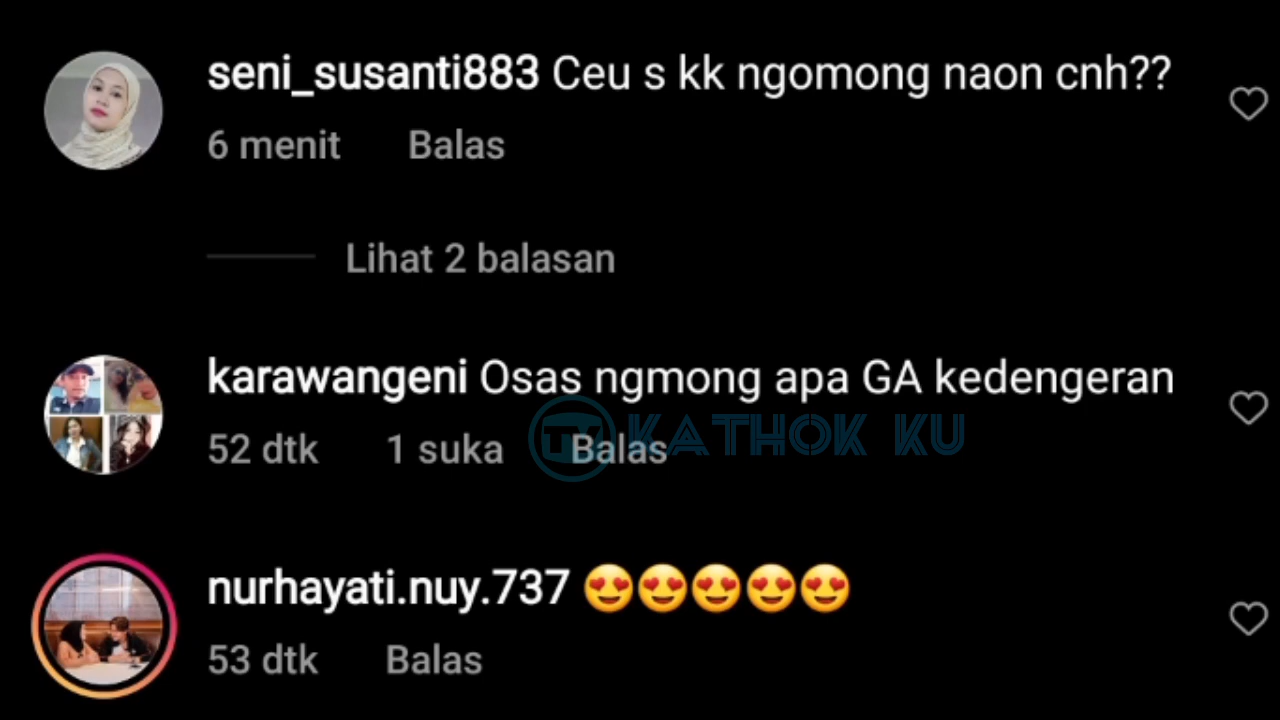 seni_susanti883 Ceu s kk ngomong naon cnh??
6 menit Balas
Lihat 2 balasan
karawangeni Osas ngmong apa GA kedengeran
52 dtk 1 suka Balas
KATHOK KU
nurhayati.nuy.737 😍😍😍😍😍
53 dtk Balas